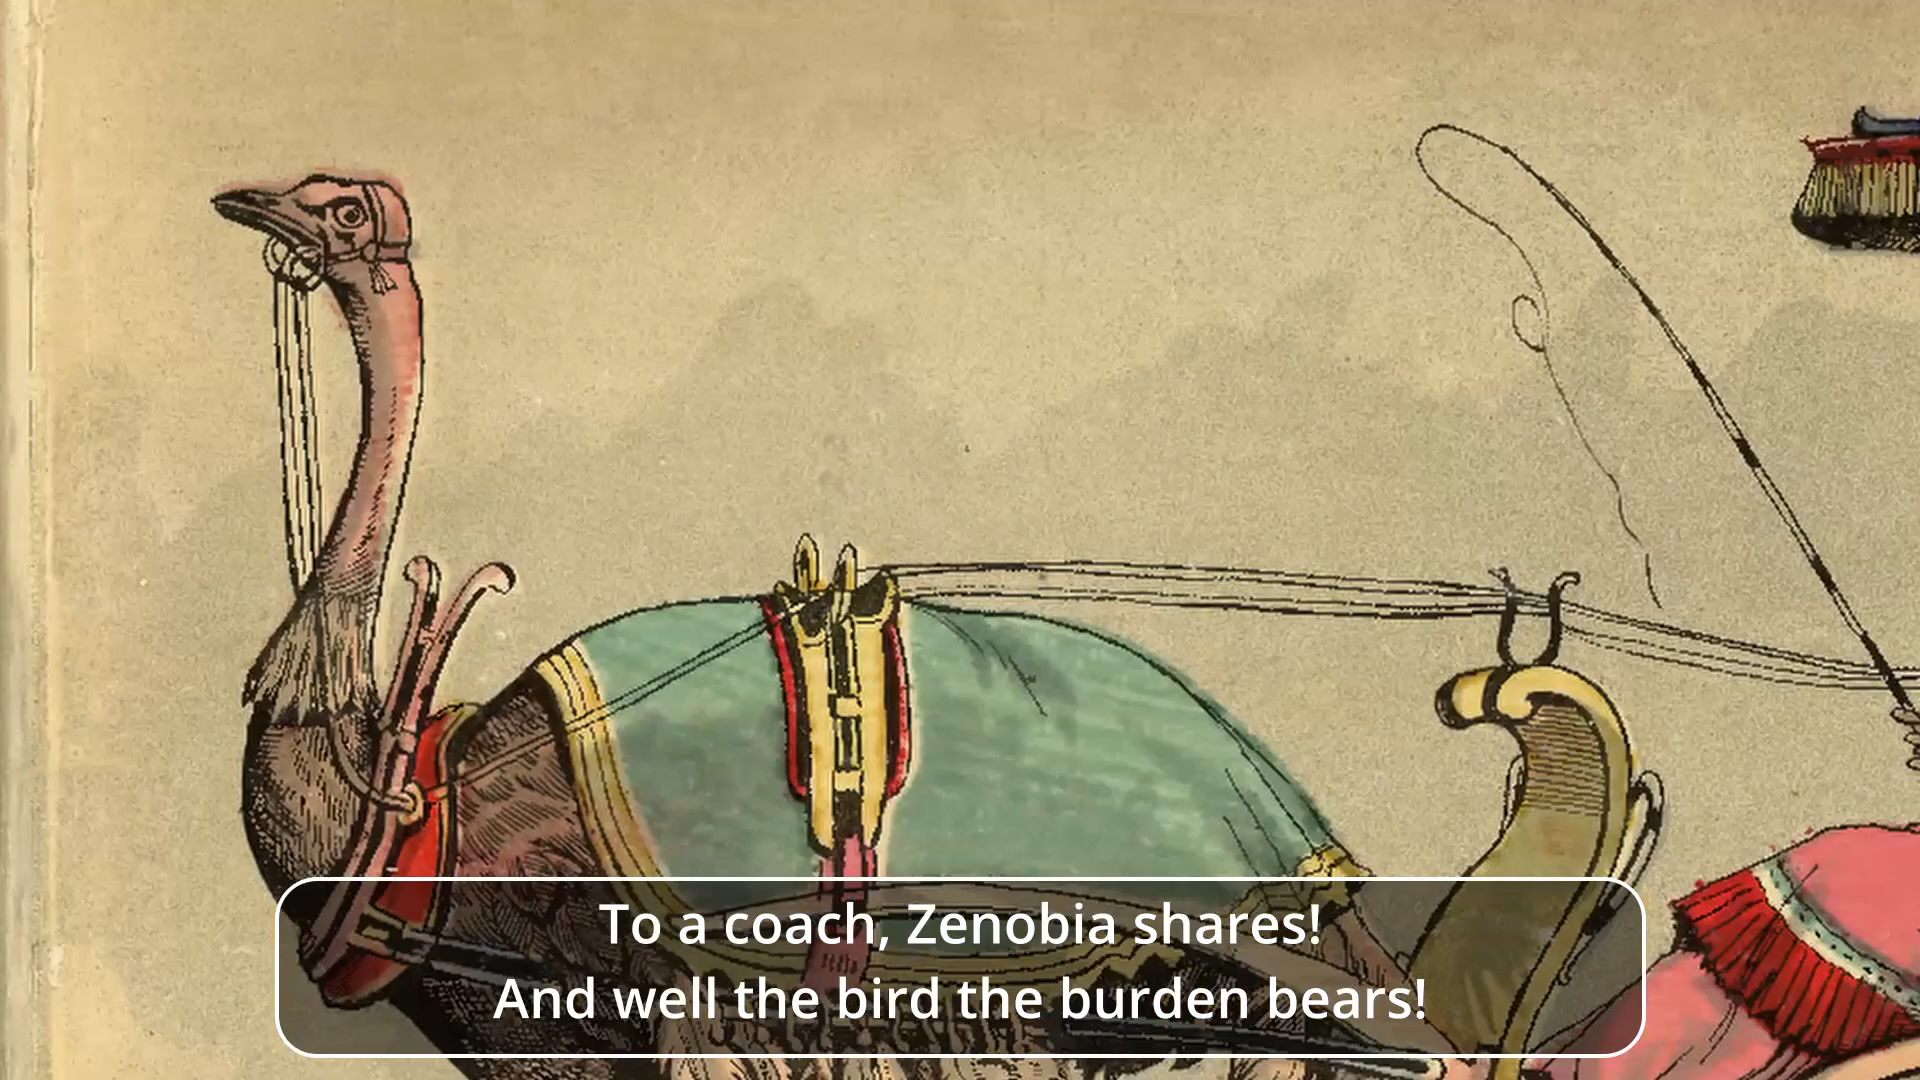 To a coach, Zenobia shares!
And well the bird the burden bears!